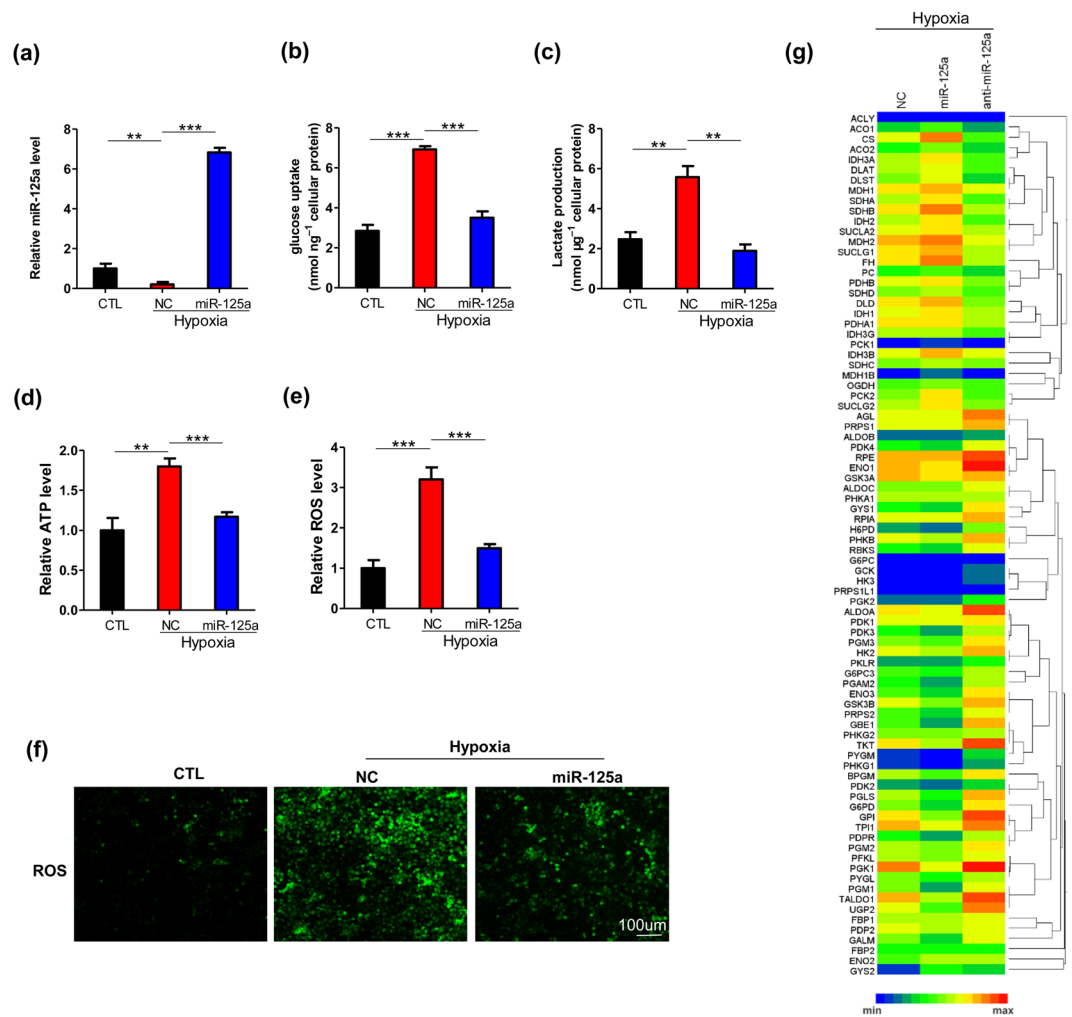 (a)
Relative miR-125a level
8
6
4
2
0
**
***
CTL
NC
miR-125a
Hypoxia
(b)
glucose uptake
(nmol ng⁻¹ cellular protein)
8
6
4
2
0
***
***
CTL
NC
miR-125a
Hypoxia
(c)
Lactate production
(nmol ng⁻¹ cellular protein)
8
6
4
2
0
**
**
CTL
NC
miR-125a
Hypoxia
(d)
Relative ATP level
2.0
1.5
1.0
0.5
0.0
**
***
CTL
NC
miR-125a
Hypoxia
(e)
Relative ROS level
4
3
2
1
0
***
***
CTL
NC
miR-125a
Hypoxia
(f)
Hypoxia
CTL
NC
miR-125a
ROS
100um
(g)
Hypoxia
NC
miR-125a
anti-miR-125a
ACLY
ACO1
CS
ACO2
IDH3A
DLAT
DLST
MDH1
SDHA
SDHB
IDH2
SUCLA2
MDH2
SUCLG1
FH
PC
PDHB
SDHD
DLD
IDH1
PDHA1
IDH3G
PCK1
IDH3B
SDHC
MDH1B
OGDH
PCK2
SUCLG2
AGL
PRPS1
ALDOB
PDK4
RPE
ENO1
GSK3A
ALDOC
PHKA1
GYS1
RPIA
H6PD
PHKB
RBKS
G6PC
GCK
HK3
PRPS1L1
PGK2
ALDOA
PDK1
PDK3
PGM3
HK2
PKLR
G6PC3
PGAM2
ENO3
GSK3B
PRPS2
GBE1
PHKG2
TKT
PYGM
PHKG1
BPGM
PDK2
PGLS
G6PD
GPI
TPI1
PDPR
PGM2
PFKL
PGK1
PYGL
PGM1
TALDO1
UGP2
FBP1
PDP2
GALM
FBP2
ENO2
GYS2
min
max